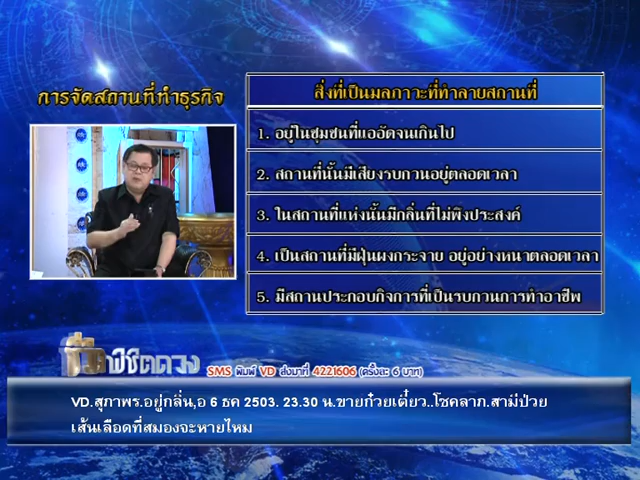 การจัดสถานที่ทำธุรกิจ
สิ่งที่เป็นมลภาวะที่ทำลายสถานที่
1. อยู่ในชุมชนที่แออัดจนเกินไป
2. สถานที่นั้นมีเสียงรบกวนอยู่ตลอดเวลา
3. ในสถานที่แห่งนั้นมีกลิ่นที่ไม่พึงประสงค์
4. เป็นสถานที่มีฝุ่นผงกระจาย อยู่อย่างหนาตลอดเวลา
5. มีสถานประกอบกิจการที่เป็นรบกวนการทำอาชีพ
พิชิตดวง
SMS พิมพ์ VD ส่งมาที่ 4221606 (ครั้งละ 6 บาท)
VD.สุภาพร.อยู่กลิ่น,อ 6 ธค 2503. 23.30 น.ขายก๋วยเตี๋ยว..โชคลาภ.สามีป่วย
เส้นเลือดที่สมองจะหายไหม